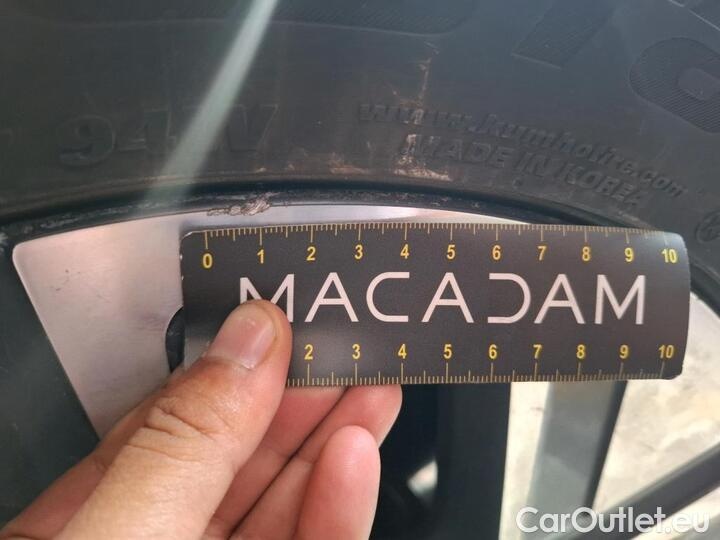 94W
www.kumhotire.com
MADE IN KOREA
0 1 2 3 4 5 6 7 8 9 10
MACADAM
2 3 4 5 6 7 8 9 10
CarOutlet.eu